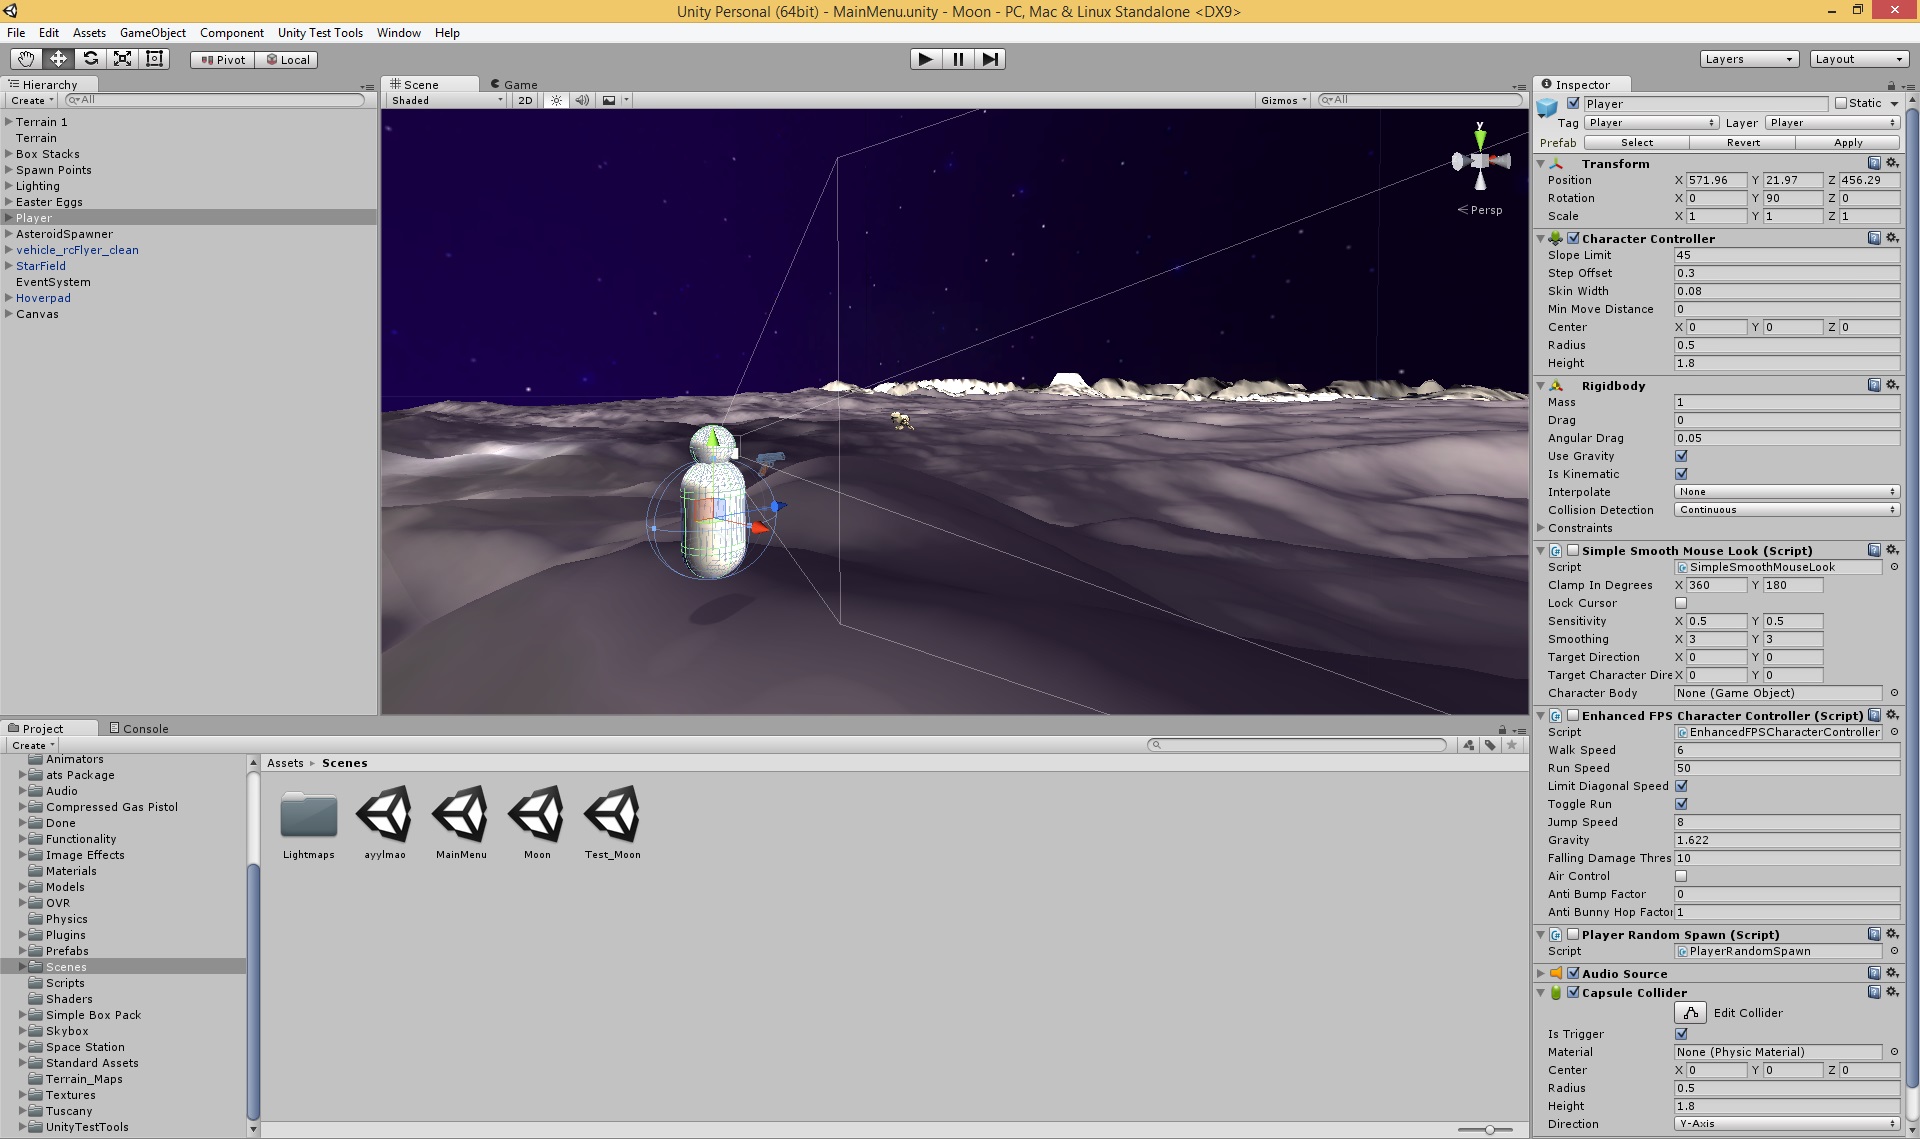 Unity Personal (64bit) - MainMenu.unity - Moon - PC, Mac & Linux Standalone <DX9>
File Edit Assets GameObject Component Unity Test Tools Window Help
Pivot Local Layers Layout
Hierarchy
Create All
Terrain 1
Terrain
Box Stacks
Spawn Points
Lighting
Easter Eggs
Player
AsteroidSpawner
vehicle_rcFlyer_clean
StarField
EventSystem
Hoverpad
Canvas
Scene Game
Shaded 2D Gizmos All
y
Persp
Inspector
Player Static
Tag Player Layer Player
Prefab Select Revert Apply
Transform
Position X 571.96 Y 21.97 Z 456.29
Rotation X 0 Y 90 Z 0
Scale X 1 Y 1 Z 1
Character Controller
Slope Limit 45
Step Offset 0.3
Skin Width 0.08
Min Move Distance 0
Center X 0 Y 0 Z 0
Radius 0.5
Height 1.8
Rigidbody
Mass 1
Drag 0
Angular Drag 0.05
Use Gravity
Is Kinematic
Interpolate None
Collision Detection Continuous
Constraints
Simple Smooth Mouse Look (Script)
Script SimpleSmoothMouseLook
Clamp In Degrees X 360 Y 180
Lock Cursor
Sensitivity X 0.5 Y 0.5
Smoothing X 3 Y 3
Target Direction X 0 Y 0
Target Character Dire X 0 Y 0
Character Body None (Game Object)
Enhanced FPS Character Controller (Script)
Script EnhancedFPSCharacterController
Walk Speed 6
Run Speed 50
Limit Diagonal Speed
Toggle Run
Jump Speed 8
Gravity 1.622
Falling Damage Thres 10
Air Control
Anti Bump Factor 0
Anti Bunny Hop Factor 1
Player Random Spawn (Script)
Script PlayerRandomSpawn
Audio Source
Capsule Collider
Edit Collider
Is Trigger
Material None (Physic Material)
Center X 0 Y 0 Z 0
Radius 0.5
Height 1.8
Direction Y-Axis
Project Console
Create
Animators
ats Package
Audio
Compressed Gas Pistol
Done
Functionality
Image Effects
Materials
Models
OVR
Physics
Plugins
Prefabs
Scenes
Scripts
Shaders
Simple Box Pack
Skybox
Space Station
Standard Assets
Terrain_Maps
Textures
Tuscany
UnityTestTools
Assets Scenes
Lightmaps ayylmao MainMenu Moon Test_Moon